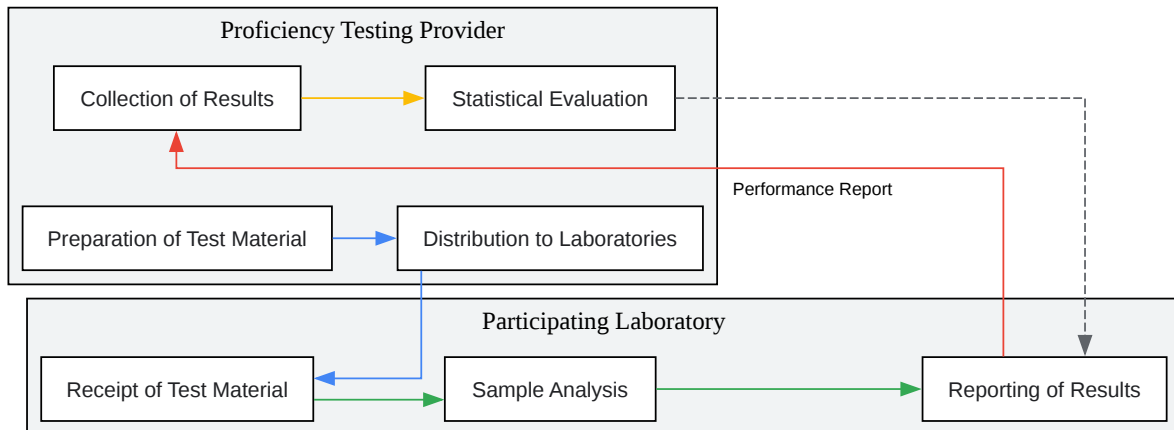 Proficiency Testing Provider
Collection of Results
Statistical Evaluation
Performance Report
Preparation of Test Material
Distribution to Laboratories
Participating Laboratory
Receipt of Test Material
Sample Analysis
Reporting of Results